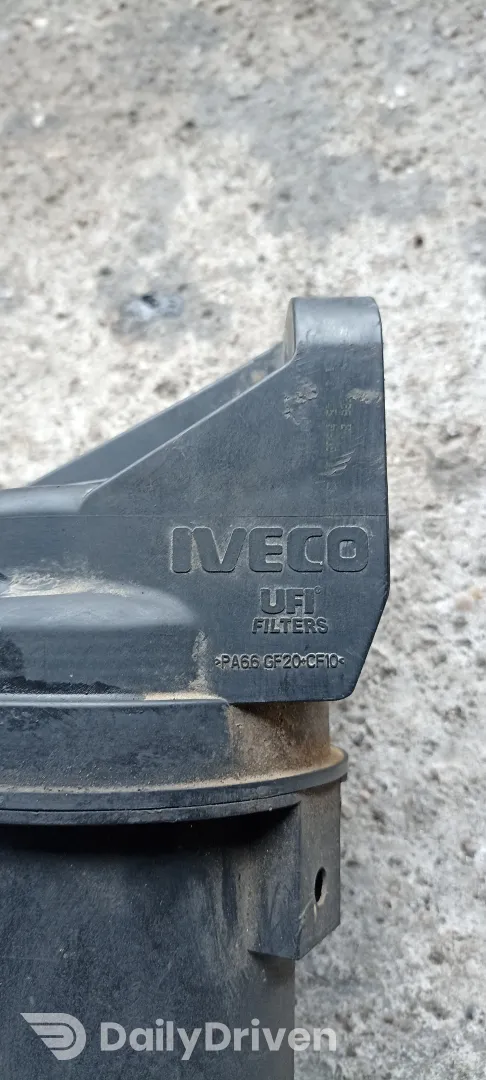 IVECO
UFI®
FILTERS
>PA66 GF20+CF10<
DailyDriven